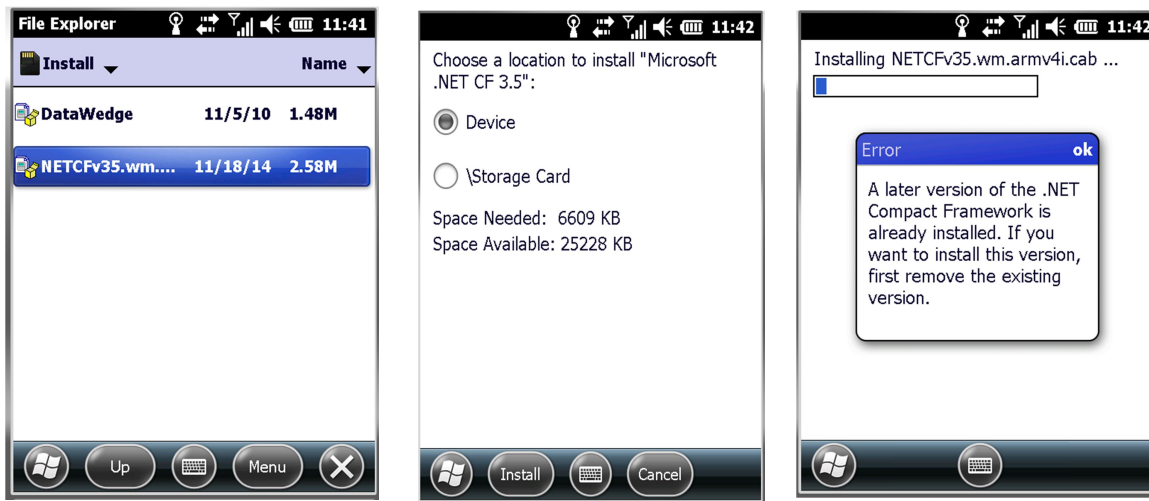 File Explorer 11:41
Install Name
DataWedge 11/5/10 1.48M
NETCFv35.wm.... 11/18/14 2.58M
Up Menu
11:42
Choose a location to install "Microsoft
.NET CF 3.5":
Device
\Storage Card
Space Needed: 6609 KB
Space Available: 25228 KB
Install Cancel
11:42
Installing NETCFv35.wm.armv4i.cab ...
Error ok
A later version of the .NET
Compact Framework is
already installed. If you
want to install this version,
first remove the existing
version.